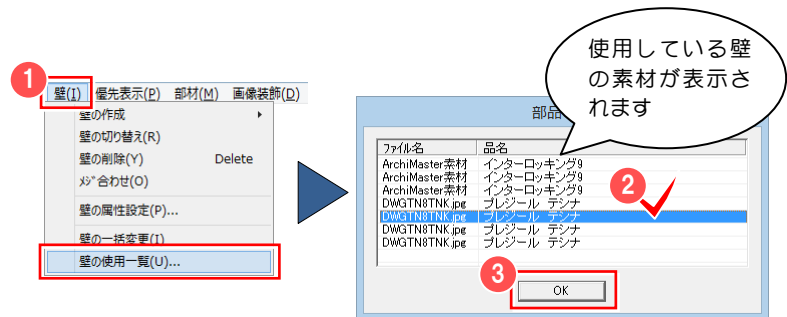 1
壁(I) 優先表示(P) 部材(M) 画像装飾(D)
壁の作成
壁の切り替え(R)
壁の削除(Y) Delete
ﾒｼﾞ合わせ(O)
壁の属性設定(P)...
壁の一括変更(I)
壁の使用一覧(U)...
使用している壁
の素材が表示さ
れます
部品
ファイル名 品名
ArchiMaster素材 インターロッキング9
ArchiMaster素材 インターロッキング9
ArchiMaster素材 インターロッキング9
DWGTN8TNK.jpg プレジール テシナ
DWGTN8TNK.jpg プレジール テシナ
DWGTN8TNK.jpg プレジール テシナ
DWGTN8TNK.jpg プレジール テシナ
2
3
OK